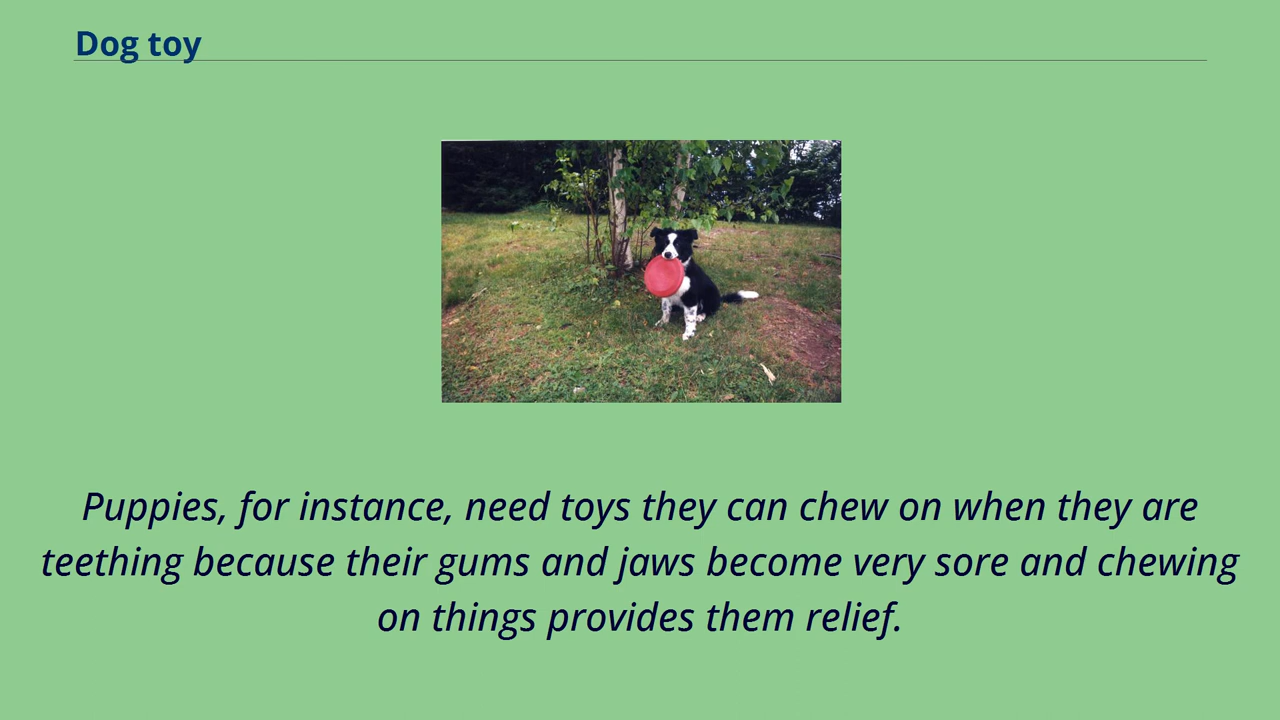 Dog toy
Puppies, for instance, need toys they can chew on when they are
teething because their gums and jaws become very sore and chewing
on things provides them relief.